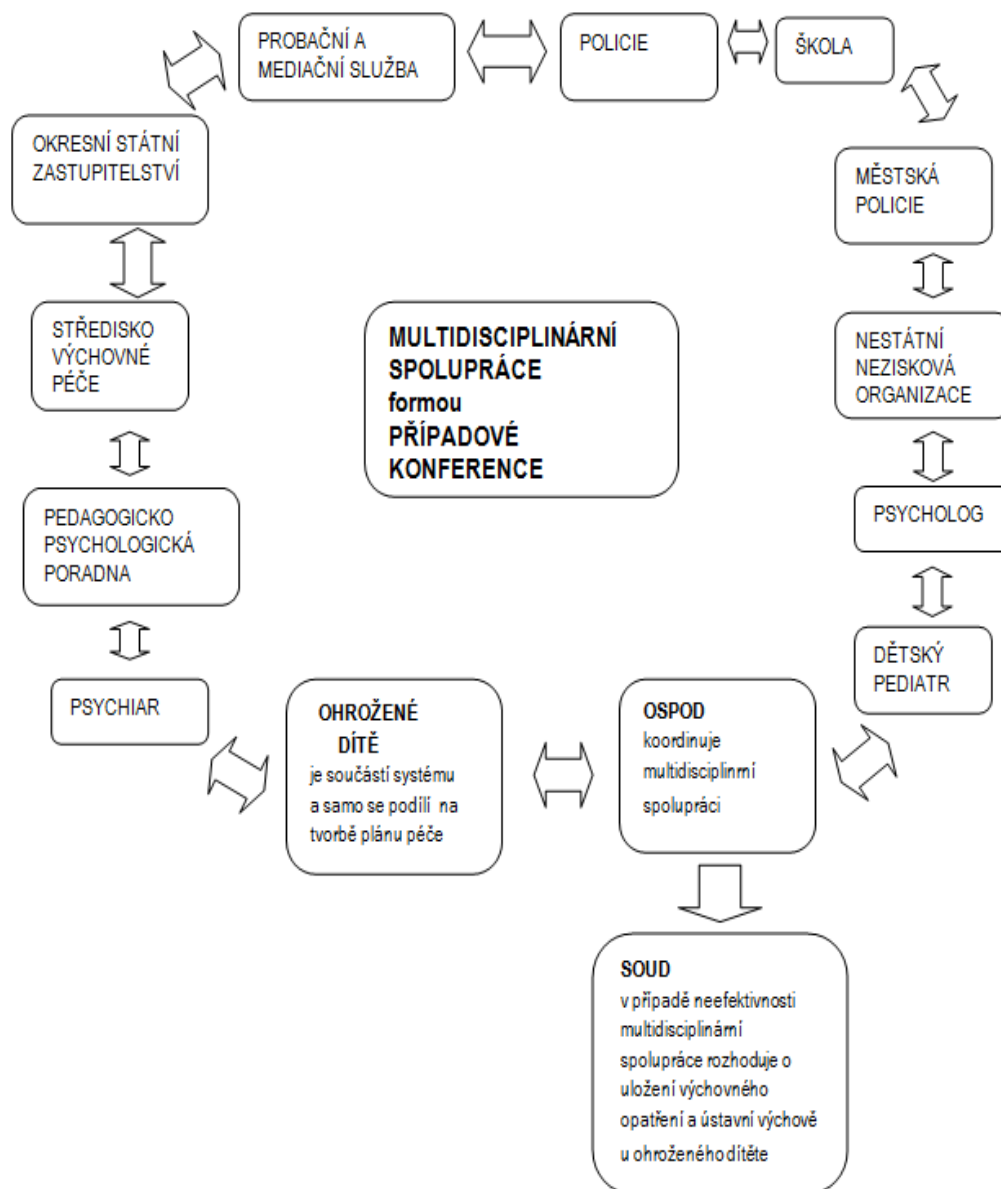 PROBAČNÍ A
MEDIAČNÍ SLUŽBA
POLICIE
ŠKOLA
OKRESNÍ STÁTNÍ
ZASTUPITELSTVÍ
MĚSTSKÁ
POLICIE
STŘEDISKO
VÝCHOVNÉ
PÉČE
MULTIDISCIPLINÁRNÍ
SPOLUPRÁCE
formou
PŘÍPADOVÉ
KONFERENCE
NESTÁTNÍ
NEZISKOVÁ
ORGANIZACE
PEDAGOGICKO
PSYCHOLOGICKÁ
PORADNA
PSYCHOLOG
DĚTSKÝ
PEDIATR
PSYCHIAR
OHROŽENÉ
DÍTĚ
je součástí systému
a samo se podílí na
tvorbě plánu péče
OSPOD
koordinuje
multidisciplinrní
spolupráci
SOUD
v případě neefektivnosti
multidisciplinární
spolupráce rozhoduje o
uložení výchovného
opatření a ústavní výchově
u ohroženého dítěte